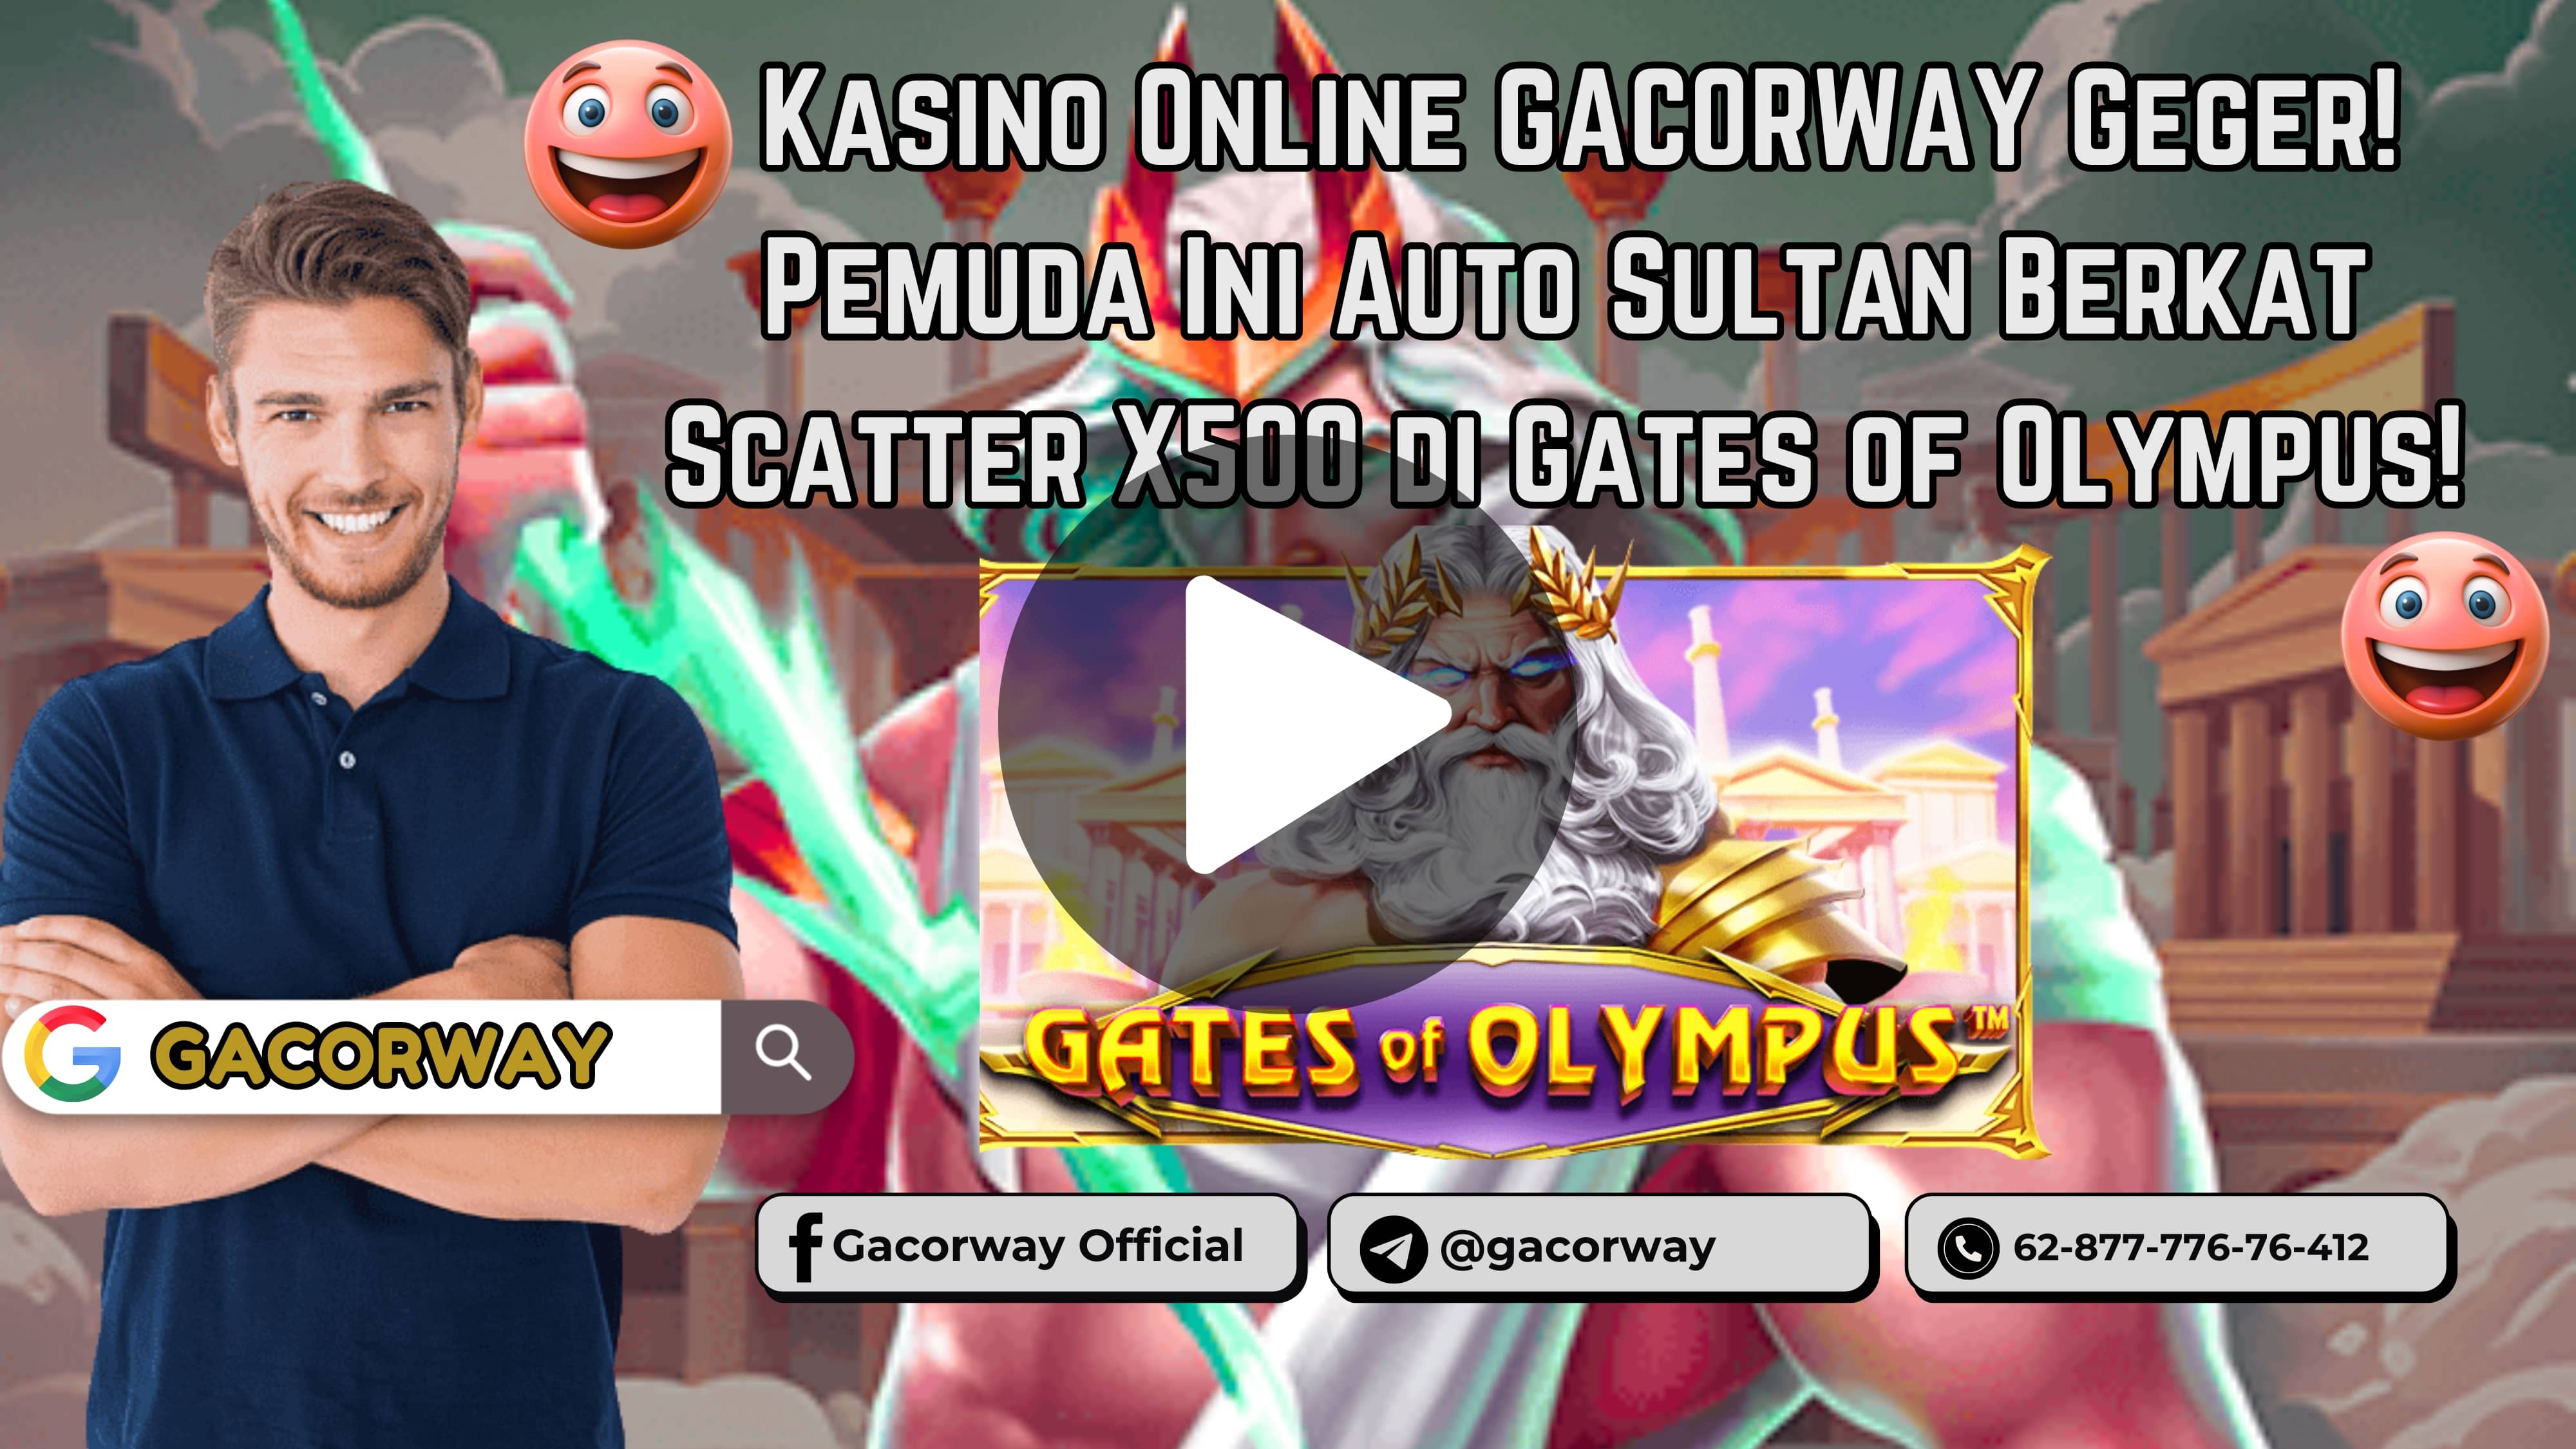 Kasino Online GACORWAY Geger!
Pemuda Ini Auto Sultan Berkat
Scatter X500 di Gates of Olympus!
GATES of OLYMPUS™
G GACORWAY
f Gacorway Official
@gacorway
62-877-776-76-412